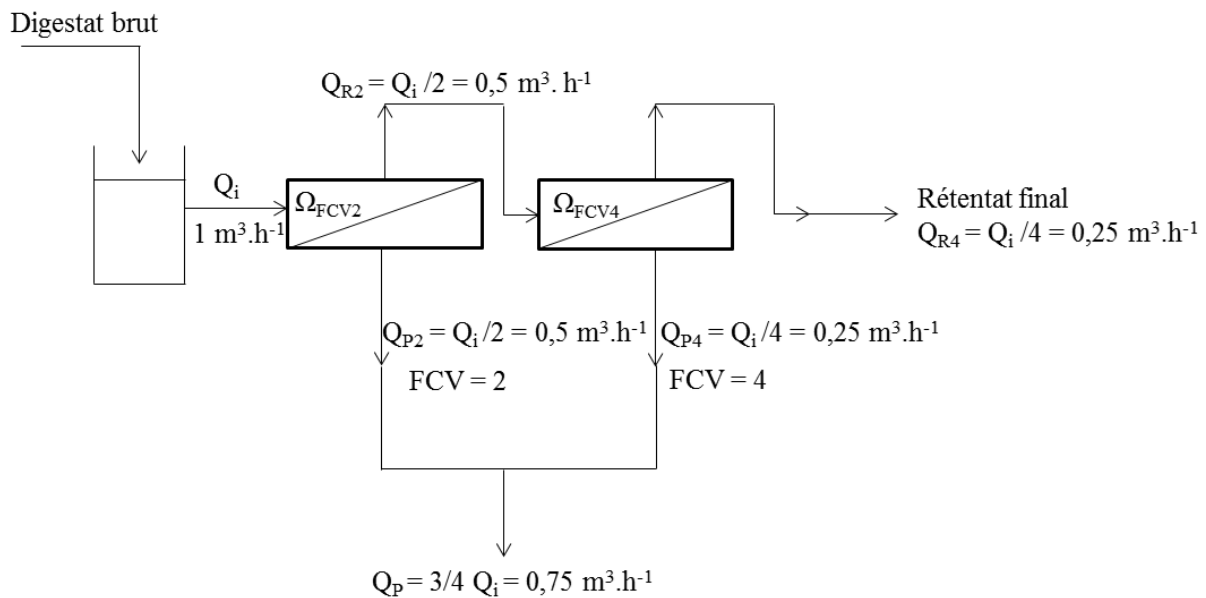 Digestat brut
Q_R2 = Q_i /2 = 0,5 m³. h⁻¹
Q_i
1 m³.h⁻¹
Ω_FCV2
Ω_FCV4
Rétentat final
Q_R4 = Q_i /4 = 0,25 m³.h⁻¹
Q_P2 = Q_i /2 = 0,5 m³.h⁻¹
FCV = 2
Q_P4 = Q_i/4 = 0,25 m³.h⁻¹
FCV = 4
Q_P = 3/4 Q_i = 0,75 m³.h⁻¹